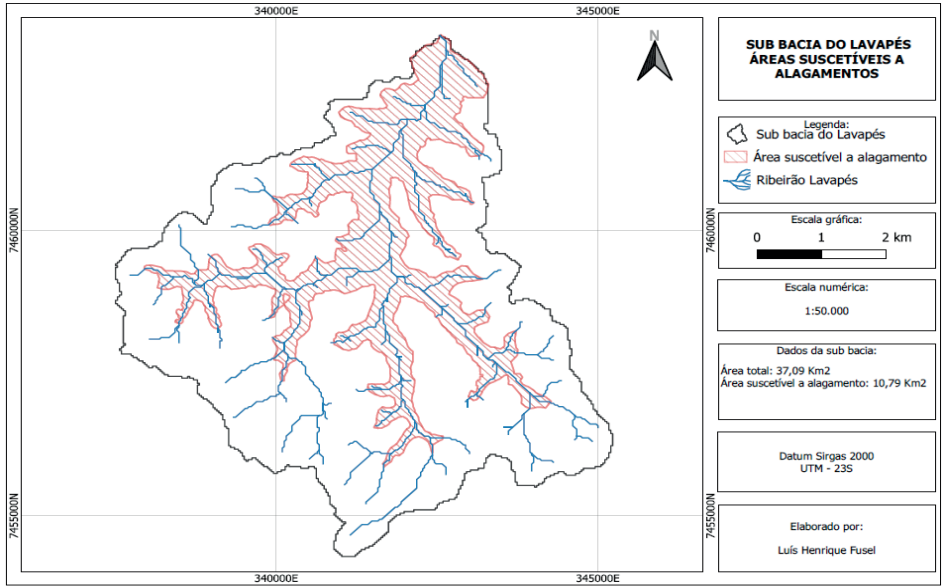 340000E
345000E
7460000N
7460000N
7455000N
7455000N
340000E
345000E
N
SUB BACIA DO LAVAPÉS
ÁREAS SUSCETÍVEIS A
ALAGAMENTOS
Legenda:
Sub bacia do Lavapés
Área suscetível a alagamento
Ribeirão Lavapés
Escala gráfica:
0 1 2 km
Escala numérica:
1:50.000
Dados da sub bacia:
Área total: 37,09 Km2
Área suscetível a alagamento: 10,79 Km2
Datum Sirgas 2000
UTM - 23S
Elaborado por:
Luís Henrique Fusel